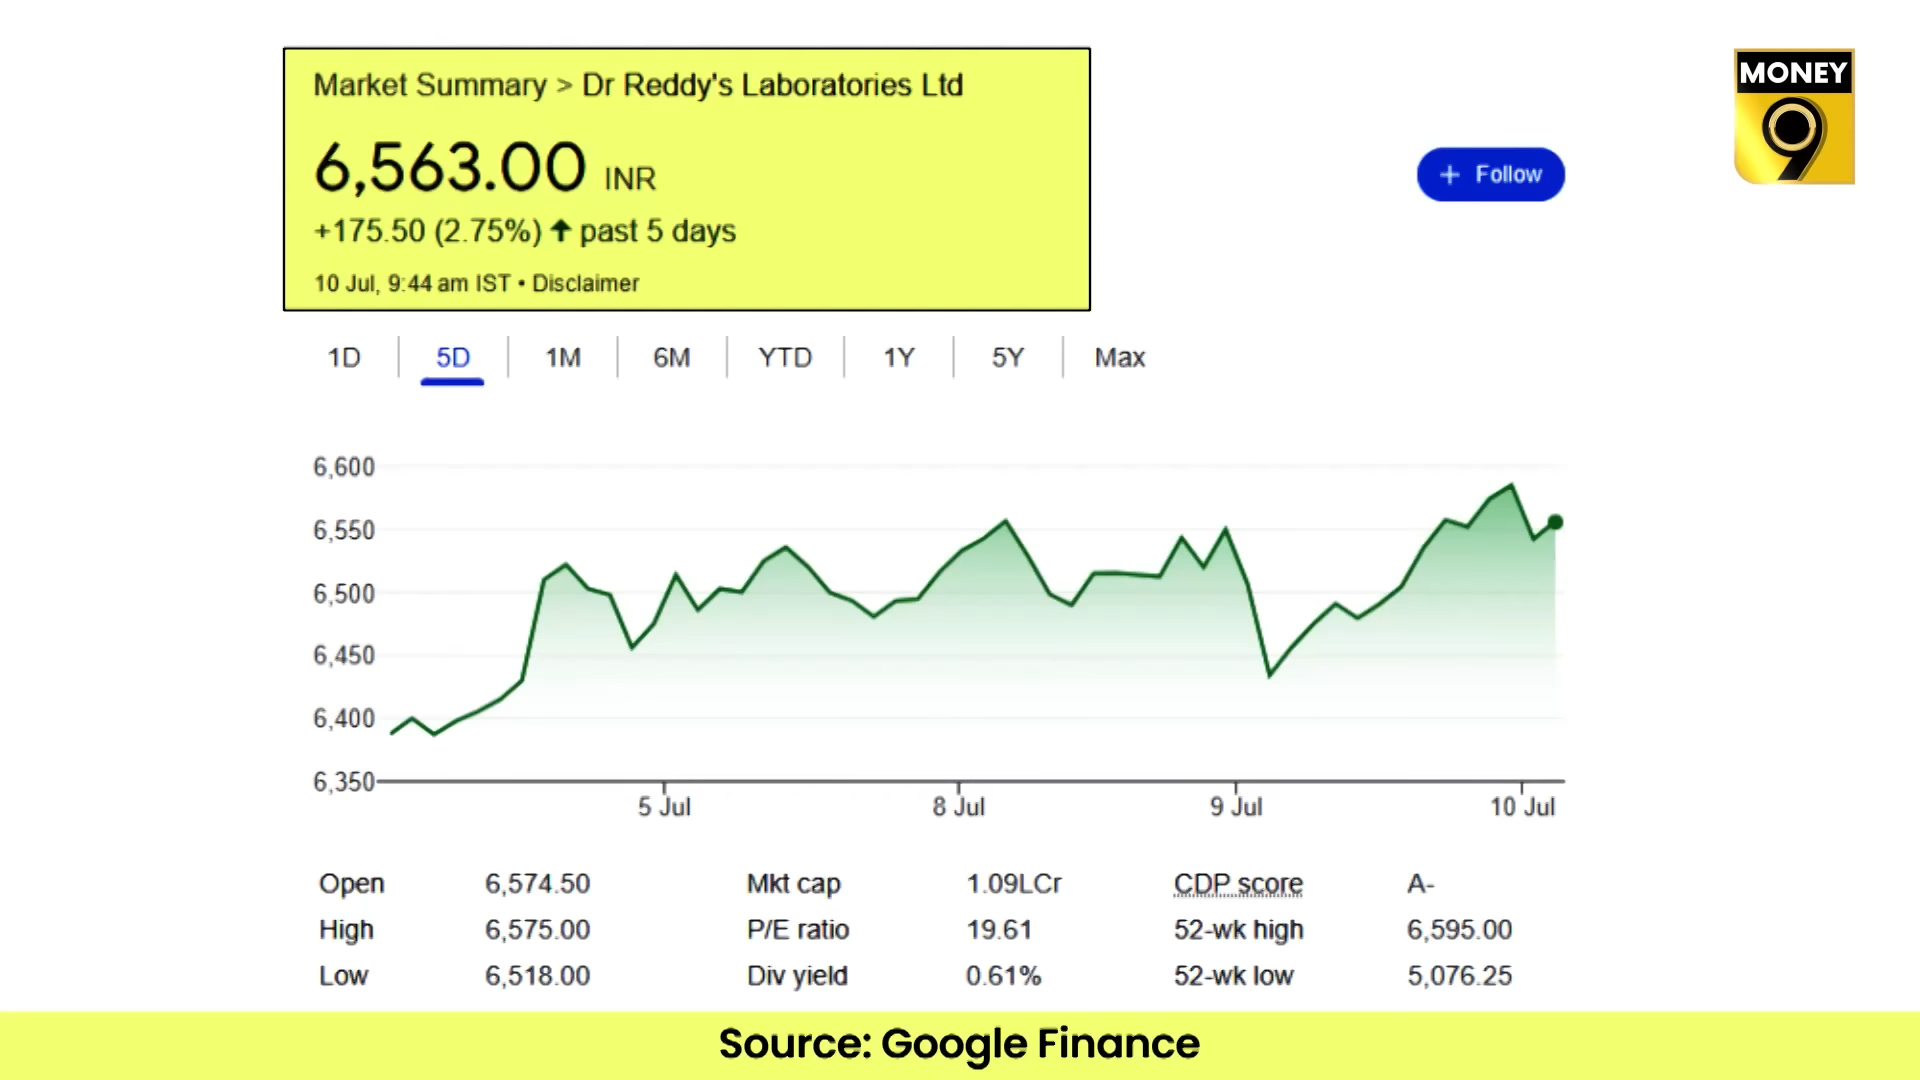 Market Summary > Dr Reddy's Laboratories Ltd
MONEY
9
6,563.00 INR
+ Follow
+175.50 (2.75%) ↑ past 5 days
10 Jul, 9:44 am IST • Disclaimer
1D 5D 1M 6M YTD 1Y 5Y Max
6,600
6,550
6,500
6,450
6,400
6,350
5 Jul 8 Jul 9 Jul 10 Jul
Open 6,574.50 Mkt cap 1.09LCr CDP score A-
High 6,575.00 P/E ratio 19.61 52-wk high 6,595.00
Low 6,518.00 Div yield 0.61% 52-wk low 5,076.25
Source: Google Finance